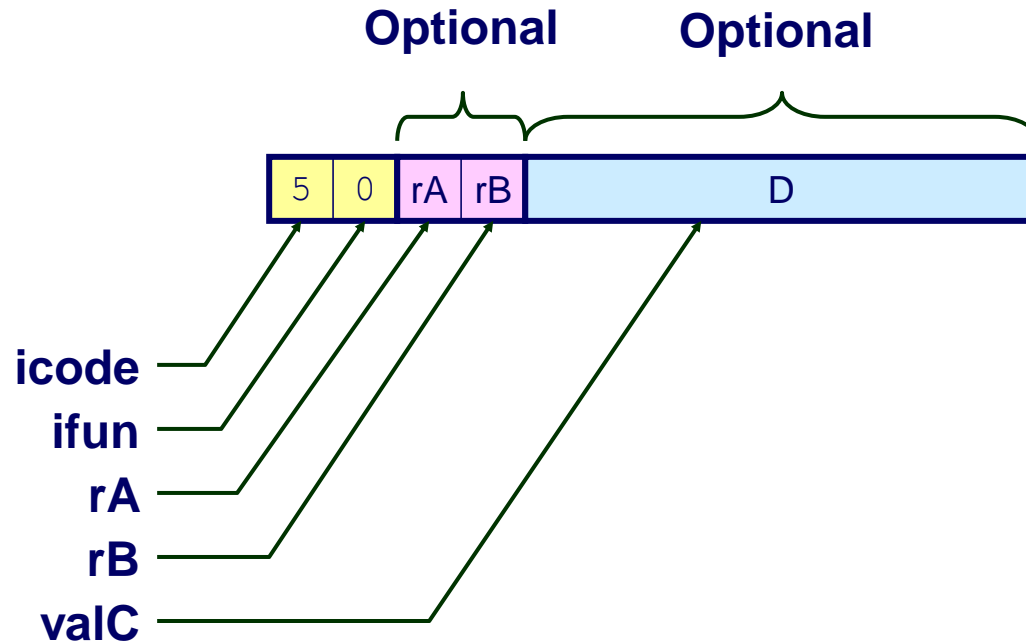 Optional Optional
5 0 rA rB D
icode
ifun
rA
rB
valC